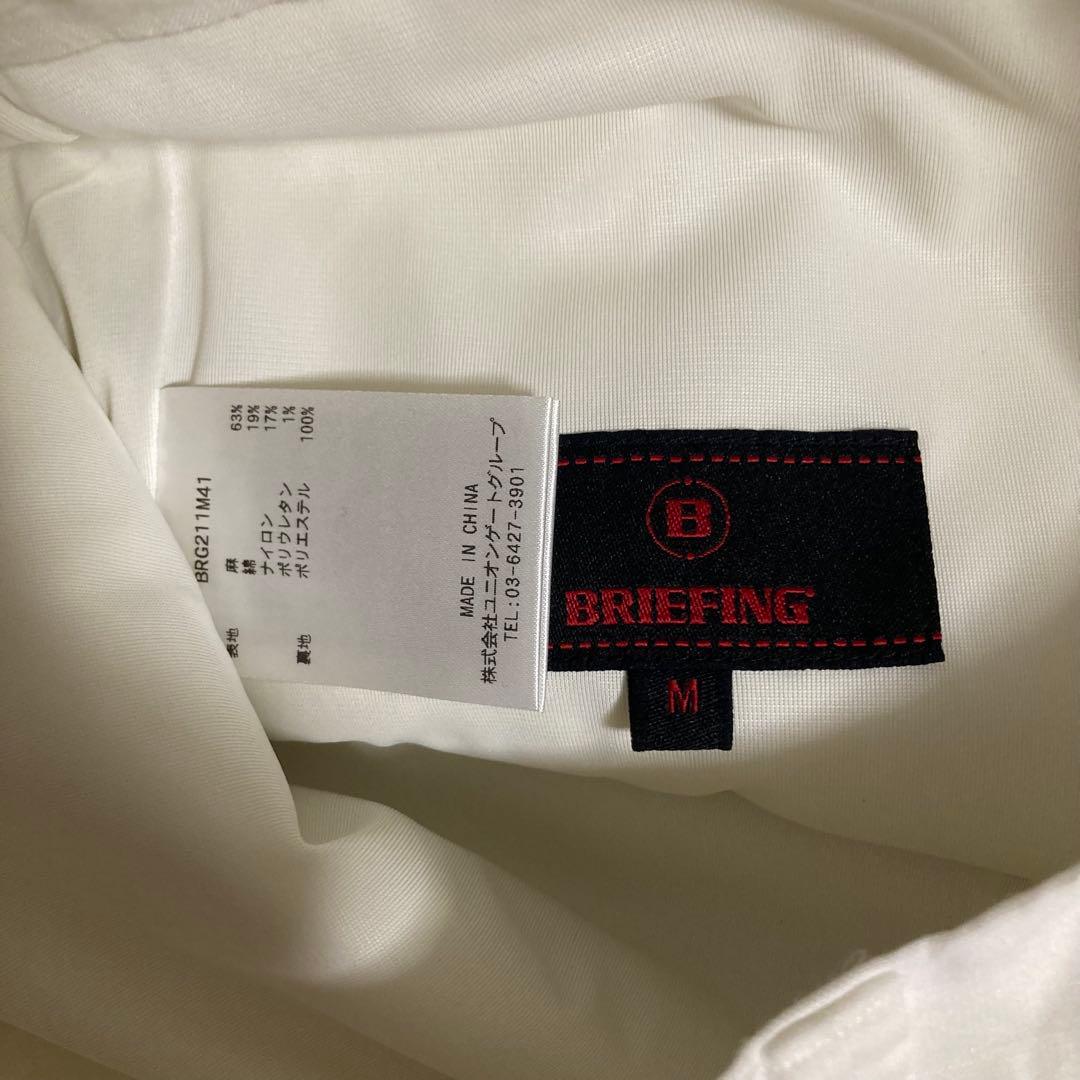 BRG211M41
表地 麻 63%
綿 19%
ナイロン 17%
ポリウレタン 1%
裏地 ポリエステル 100%
MADE IN CHINA
株式会社ユニオンゲートグループ
TEL:03-6427-3901
B
BRIEFING
M